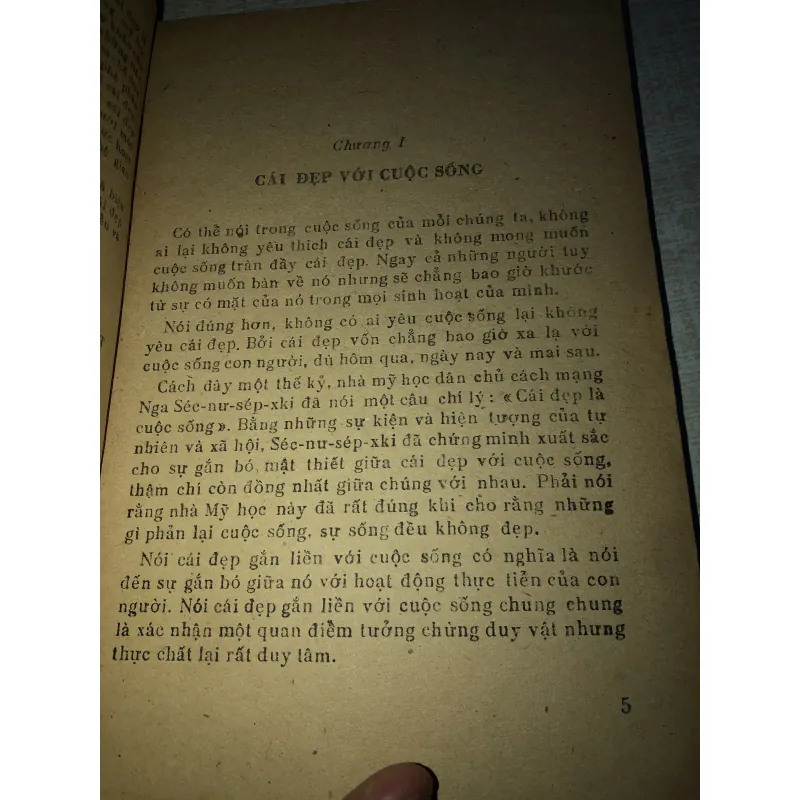 Chương I
CÁI ĐẸP VỚI CUỘC SỐNG
Có thể nói trong cuộc sống của mỗi chúng ta, không
ai lại không yêu thích cái đẹp và không mong muốn
cuộc sống tràn đầy cái đẹp. Ngay cả những người tuy
không muốn bàn về nó nhưng sẽ chẳng bao giờ khước
từ sự có mặt của nó trong mọi sinh hoạt của mình.
Nói đúng hơn, không có ai yêu cuộc sống lại không
yêu cái đẹp. Bởi cái đẹp vốn chẳng bao giờ xa lạ với
cuộc sống con người, dù hôm qua, ngày nay và mai sau.
Cách đây một thế kỷ, nhà mỹ học dân chủ cách mạng
Nga Séc-nư-sép-xki đã nói một câu chí lý : « Cái đẹp là
cuộc sống». Bằng những sự kiện và hiện tượng của tự
nhiên và xã hội, Séc-nư-sép-xki đã chứng minh xuất sắc
cho sự gắn bó mật thiết giữa cái đẹp với cuộc sống,
thậm chí còn đồng nhất giữa chúng với nhau. Phải nói
rằng nhà Mỹ học này đã rất đúng khi cho rằng những
gì phản lại cuộc sống, sự sống đều không đẹp.
Nói cái đẹp gắn liền với cuộc sống có nghĩa là nói
đến sự gắn bó giữa nó với hoạt động thực tiễn của con
người. Nói cái đẹp gắn liền với cuộc sống chung chung
là xác nhận một quan điểm tưởng chừng duy vật nhưng
thực chất lại rất duy tâm.
5